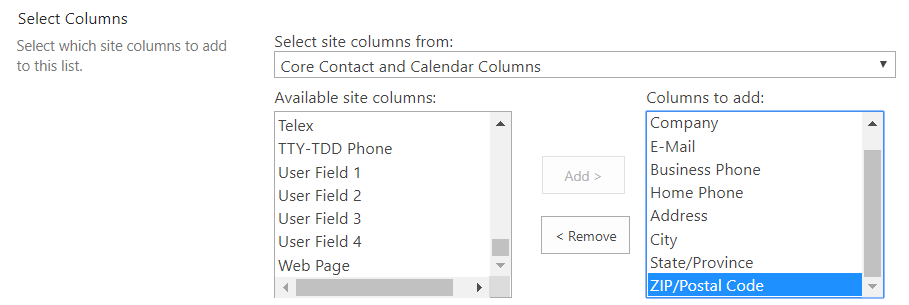 Select Columns
Select which site columns to add
to this list.
Select site columns from:
Core Contact and Calendar Columns
Available site columns:
Telex
TTY-TDD Phone
User Field 1
User Field 2
User Field 3
User Field 4
Web Page
Add >
< Remove
Columns to add:
Company
E-Mail
Business Phone
Home Phone
Address
City
State/Province
ZIP/Postal Code